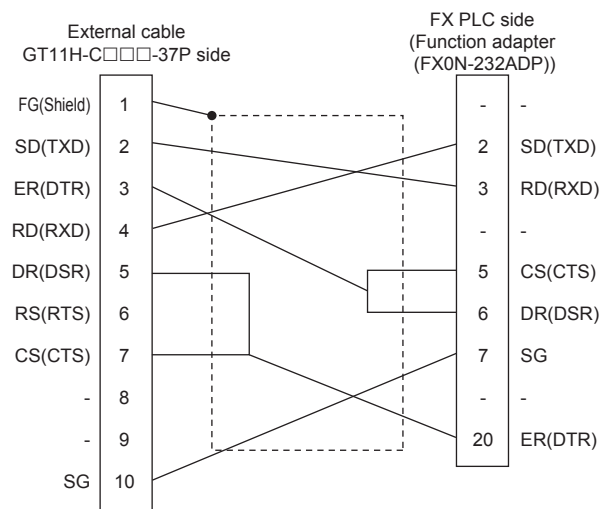 External cable
GT11H-C□□□-37P side
FX PLC side
(Function adapter
(FX0N-232ADP))
FG(Shield) 1
SD(TXD) 2
ER(DTR) 3
RD(RXD) 4
DR(DSR) 5
RS(RTS) 6
CS(CTS) 7
- 8
- 9
SG 10
- -
2 SD(TXD)
3 RD(RXD)
- -
5 CS(CTS)
6 DR(DSR)
7 SG
- -
20 ER(DTR)